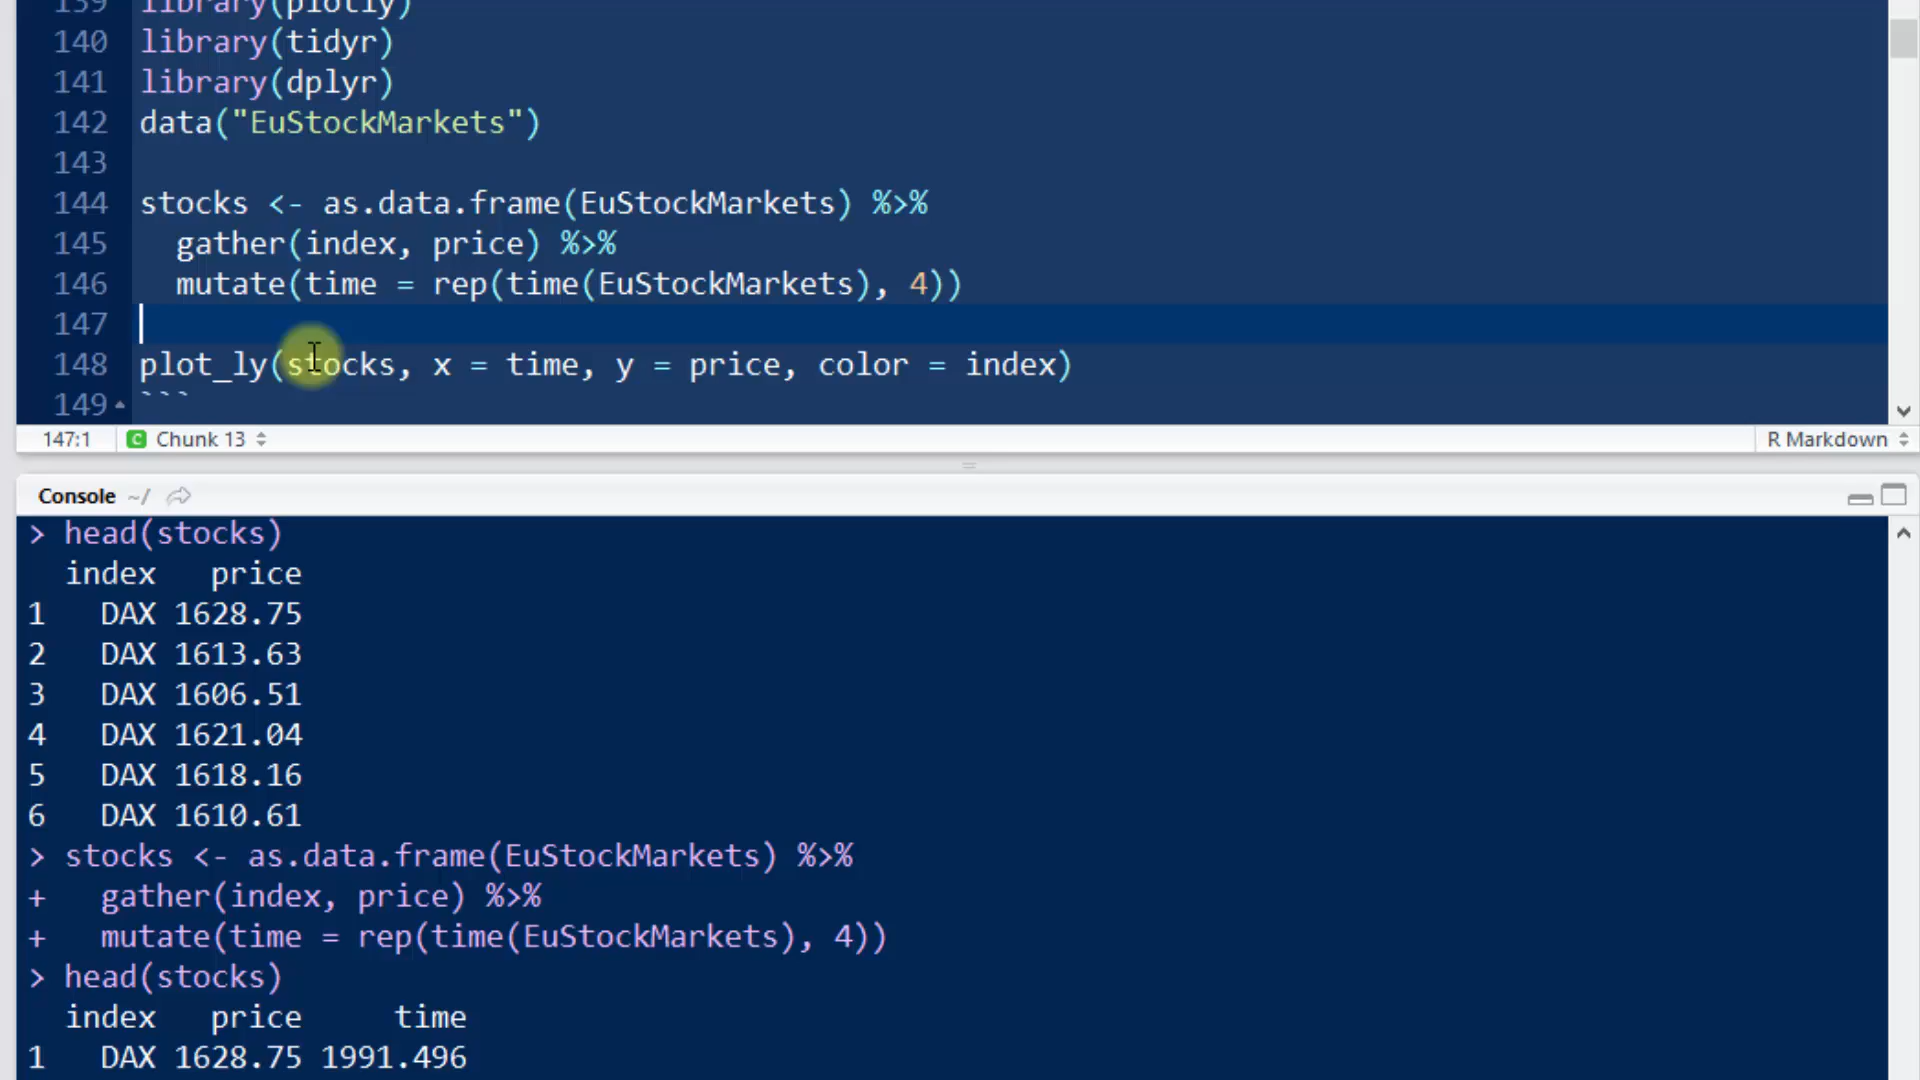 139 library(plotly)
140 library(tidyr)
141 library(dplyr)
142 data("EuStockMarkets")
143
144 stocks <- as.data.frame(EuStockMarkets) %>%
145   gather(index, price) %>%
146   mutate(time = rep(time(EuStockMarkets), 4))
147
148 plot_ly(stocks, x = time, y = price, color = index)
149 ```
147:1 C Chunk 13 R Markdown
Console ~/
> head(stocks)
  index   price
1   DAX 1628.75
2   DAX 1613.63
3   DAX 1606.51
4   DAX 1621.04
5   DAX 1618.16
6   DAX 1610.61
> stocks <- as.data.frame(EuStockMarkets) %>%
+   gather(index, price) %>%
+   mutate(time = rep(time(EuStockMarkets), 4))
> head(stocks)
  index   price     time
1   DAX 1628.75 1991.496